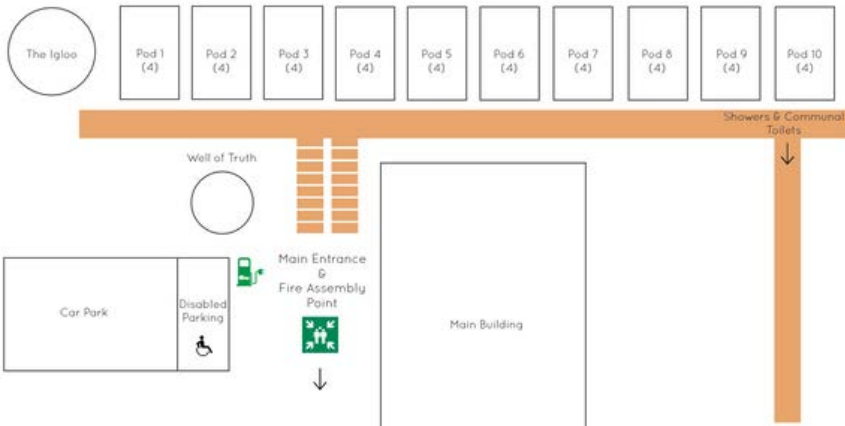 The Igloo
Pod 1
(4)
Pod 2
(4)
Pod 3
(4)
Pod 4
(4)
Pod 5
(4)
Pod 6
(4)
Pod 7
(4)
Pod 8
(4)
Pod 9
(4)
Pod 10
(4)
Showers & Communal
Toilets
Well of Truth
Main Entrance
&
Fire Assembly
Point
Car Park
Disabled
Parking
Main Building